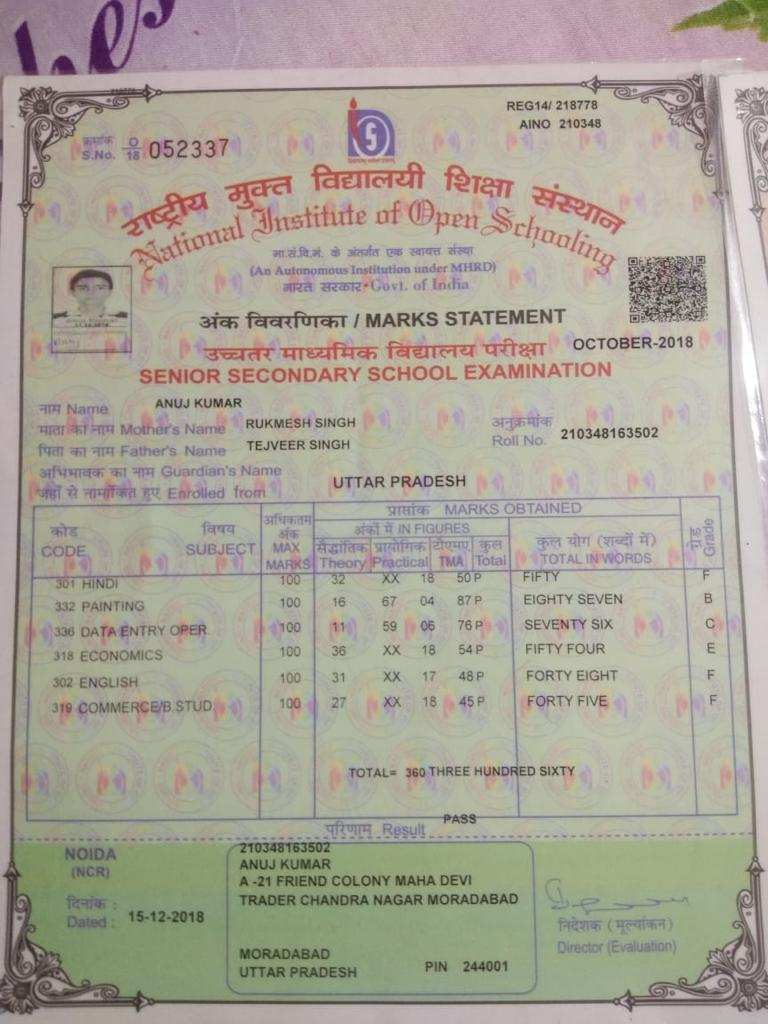 hes
REG14/ 218778
AINO 210348
क्रमांक
S.No. O/18 052337
राष्ट्रीय मुक्त विद्यालयी शिक्षा संस्थान
National Institute of Open Schooling
मा.सं.वि.मं. के अंतर्गत एक स्वायत्त संस्था
(An Autonomous Institution under MHRD)
भारत सरकार • Govt. of India
अंक विवरणिका / MARKS STATEMENT
उच्चतर माध्यमिक विद्यालय परीक्षा OCTOBER-2018
SENIOR SECONDARY SCHOOL EXAMINATION
नाम Name ANUJ KUMAR
माता का नाम Mother's Name RUKMESH SINGH
अनुक्रमांक
Roll No. 210348163502
पिता का नाम Father's Name TEJVEER SINGH
अभिभावक का नाम Guardian's Name
जहाँ से नामांकित हुए Enrolled from UTTAR PRADESH
प्राप्तांक MARKS OBTAINED
कोड विषय अधिकतम अंक अंकों में IN FIGURES कुल योग (शब्दों में) ग्रेड
CODE SUBJECT MAX MARKS सैद्धांतिक प्रायोगिक टीएमए कुल TOTAL IN WORDS Grade
Theory Practical TMA Total
301 HINDI 100 32 XX 18 50 P FIFTY F
332 PAINTING 100 16 67 04 87 P EIGHTY SEVEN B
336 DATA ENTRY OPER 100 11 59 06 76 P SEVENTY SIX C
318 ECONOMICS 100 36 XX 18 54 P FIFTY FOUR E
302 ENGLISH 100 31 XX 17 48 P FORTY EIGHT F
319 COMMERCE/B.STUD. 100 27 XX 18 45 P FORTY FIVE F
TOTAL= 360 THREE HUNDRED SIXTY
परिणाम Result PASS
NOIDA
(NCR)
दिनांक :
Dated : 15-12-2018
210348163502
ANUJ KUMAR
A -21 FRIEND COLONY MAHA DEVI
TRADER CHANDRA NAGAR MORADABAD
MORADABAD
UTTAR PRADESH PIN 244001
निदेशक (मूल्यांकन)
Director (Evaluation)